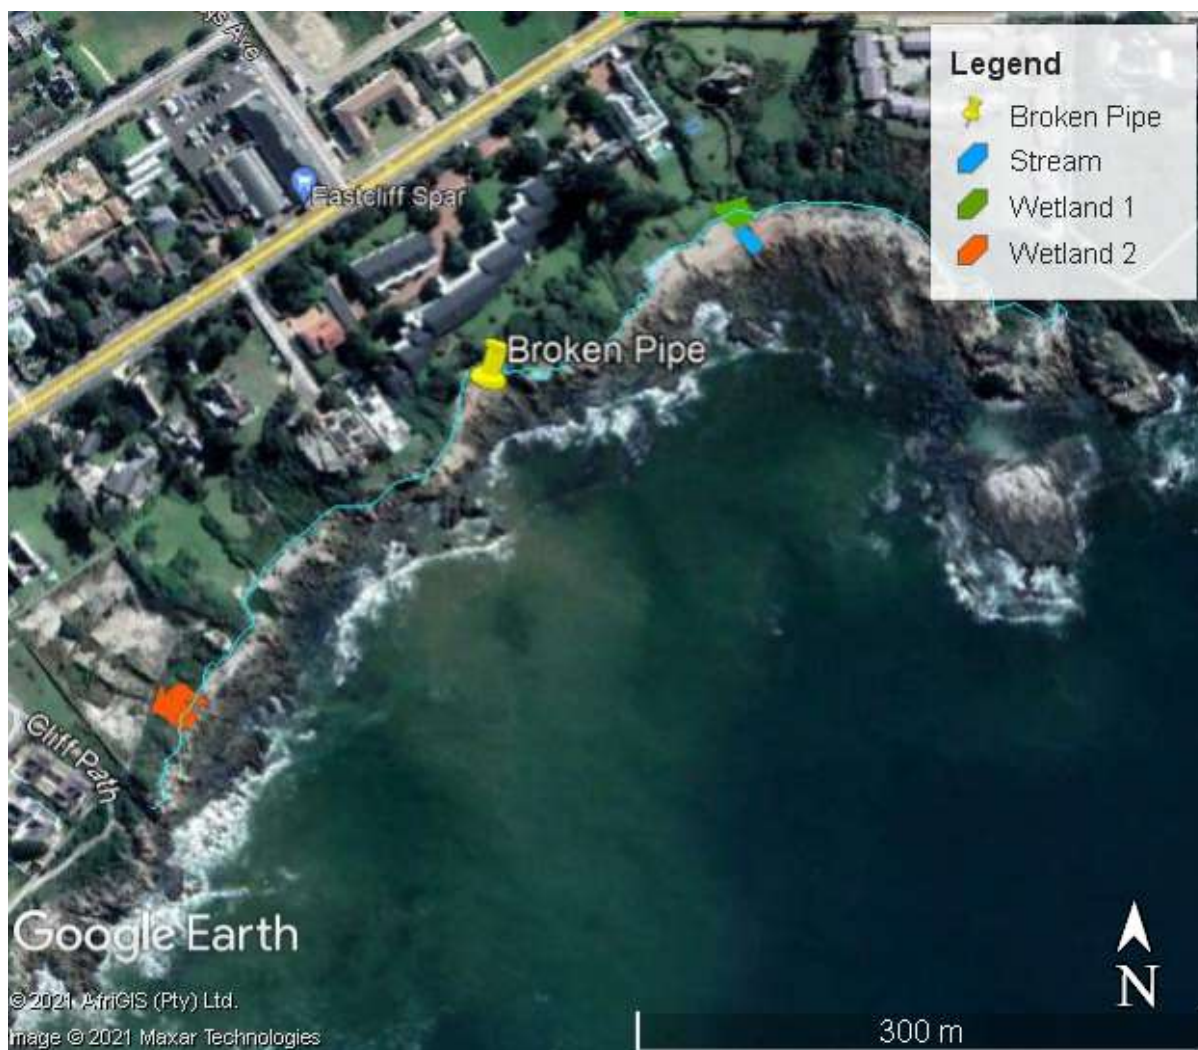 Legend
Broken Pipe
Stream
Wetland 1
Wetland 2
Eastcliff Spar
Broken Pipe
Cliff Path
Google Earth
© 2021 AfriGIS (Pty) Ltd.
mage © 2021 Maxar Technologies
300 m
N